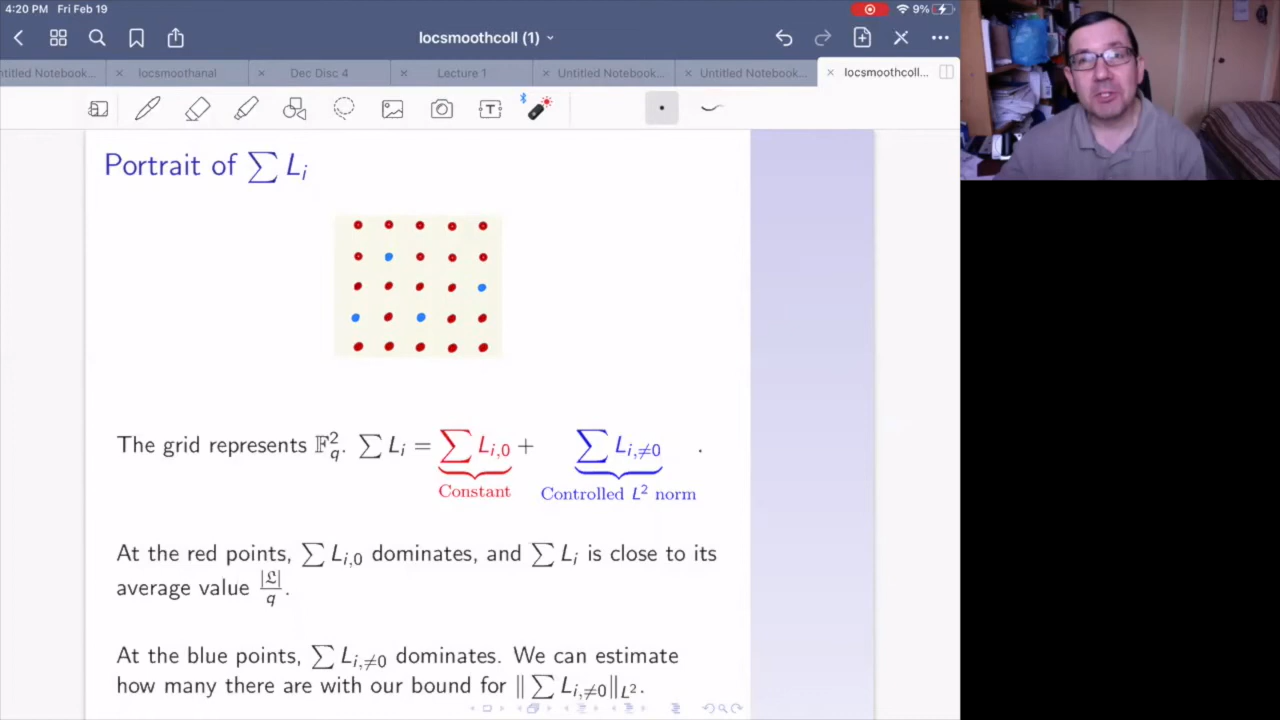 4:20 PM Fri Feb 19
9%
locsmoothcoll (1)
ntitled Notebook...
locsmoothanal
Dec Disc 4
Lecture 1
Untitled Notebook...
Untitled Notebook...
locsmoothcoll...
Portrait of ∑ L_i
The grid represents 𝔽_q^2. ∑ L_i = ∑ L_{i,0} + ∑ L_{i,≠0} .
Constant
Controlled L^2 norm
At the red points, ∑ L_{i,0} dominates, and ∑ L_i is close to its
average value |𝔏|/q.
At the blue points, ∑ L_{i,≠0} dominates. We can estimate
how many there are with our bound for ‖∑ L_{i,≠0}‖_{L^2}.